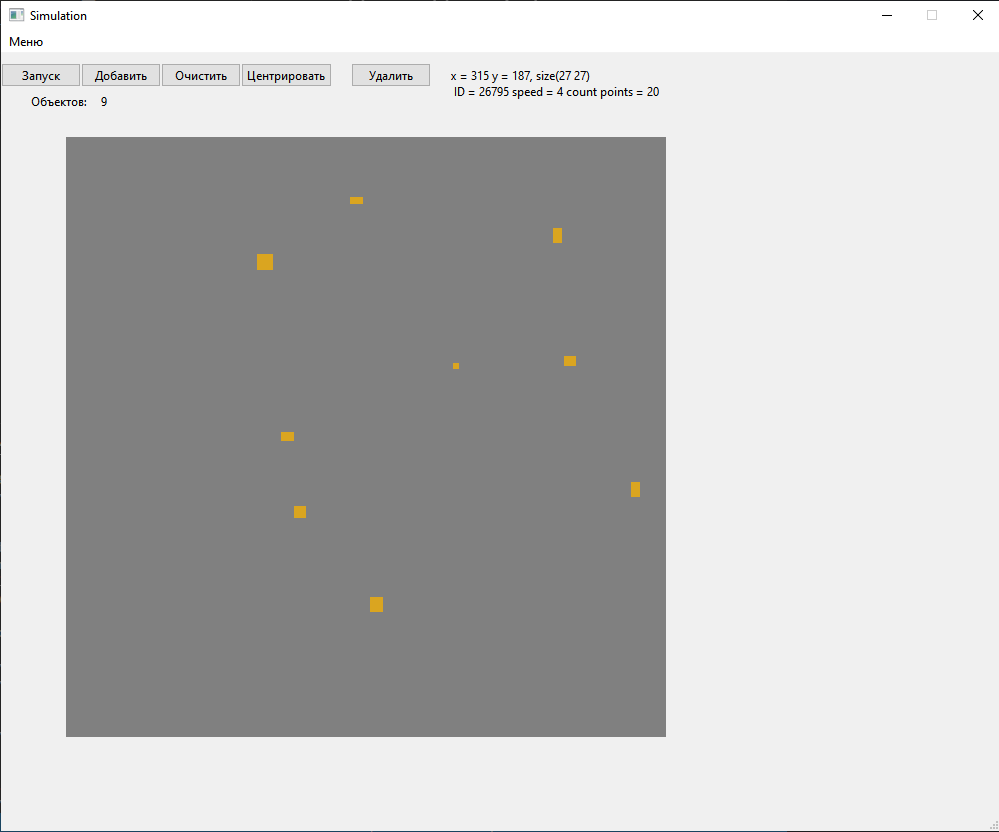 Simulation
Меню
Запуск Добавить Очистить Центрировать Удалить
x = 315 y = 187, size(27 27)
ID = 26795 speed = 4 count points = 20
Объектов: 9